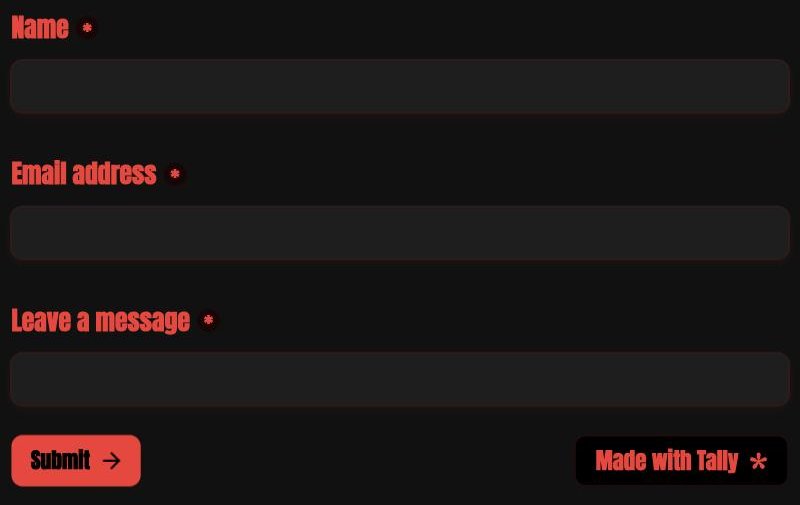 Name *
Email address *
Leave a message *
Submit →
Made with Tally *